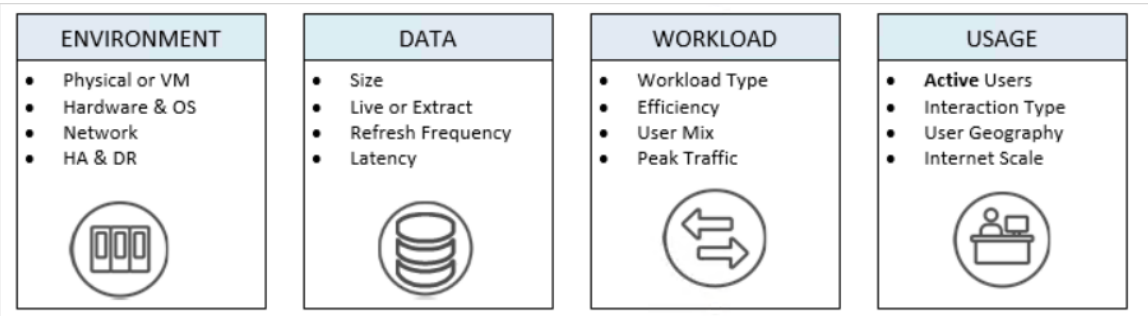 ENVIRONMENT
• Physical or VM
• Hardware & OS
• Network
• HA & DR
DATA
• Size
• Live or Extract
• Refresh Frequency
• Latency
WORKLOAD
• Workload Type
• Efficiency
• User Mix
• Peak Traffic
USAGE
• Active Users
• Interaction Type
• User Geography
• Internet Scale